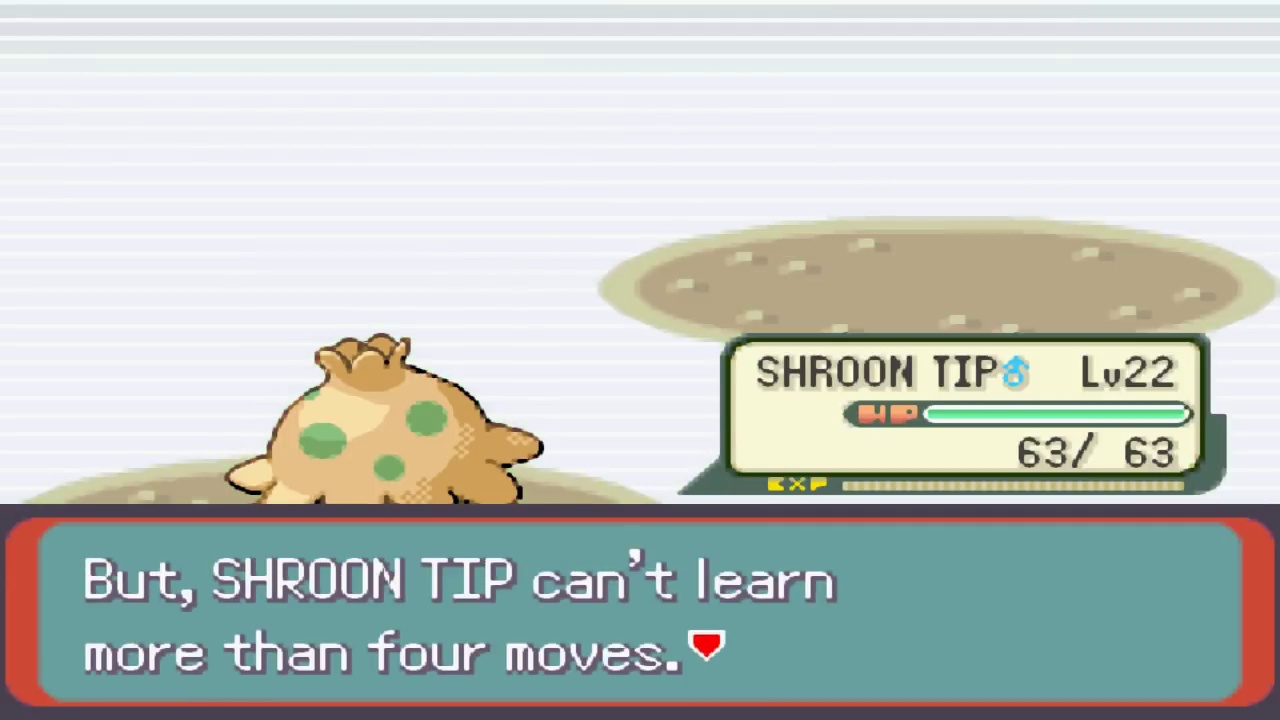 SHROON TIP♂ Lv22
HP
63/ 63
EXP
But, SHROON TIP can't learn
more than four moves.